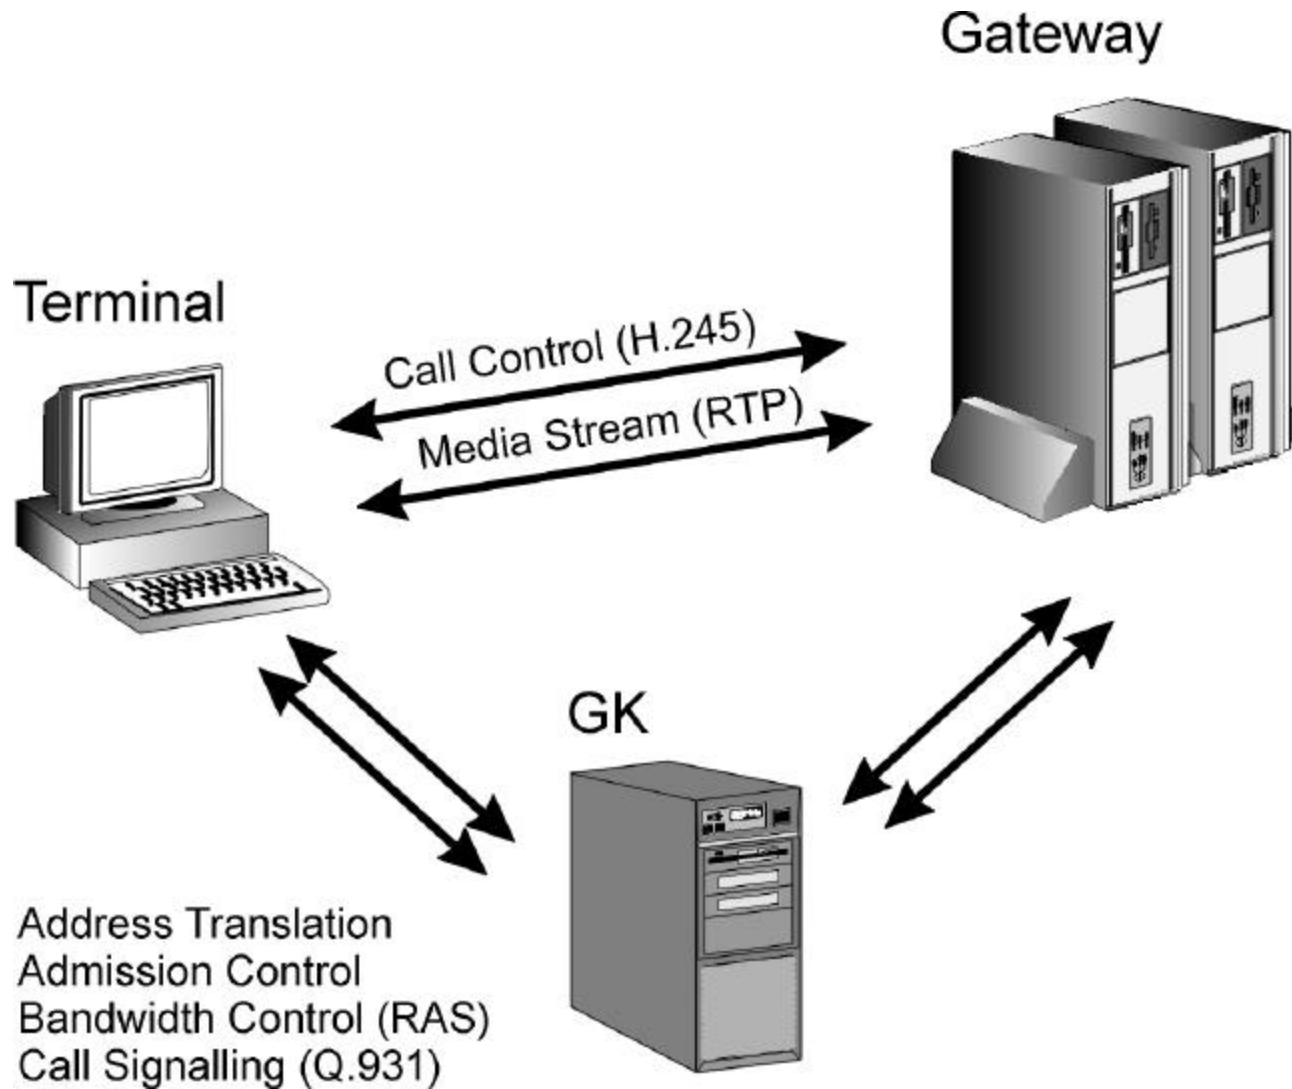 Gateway
Terminal
Call Control (H.245)
Media Stream (RTP)
GK
Address Translation
Admission Control
Bandwidth Control (RAS)
Call Signalling (Q.931)